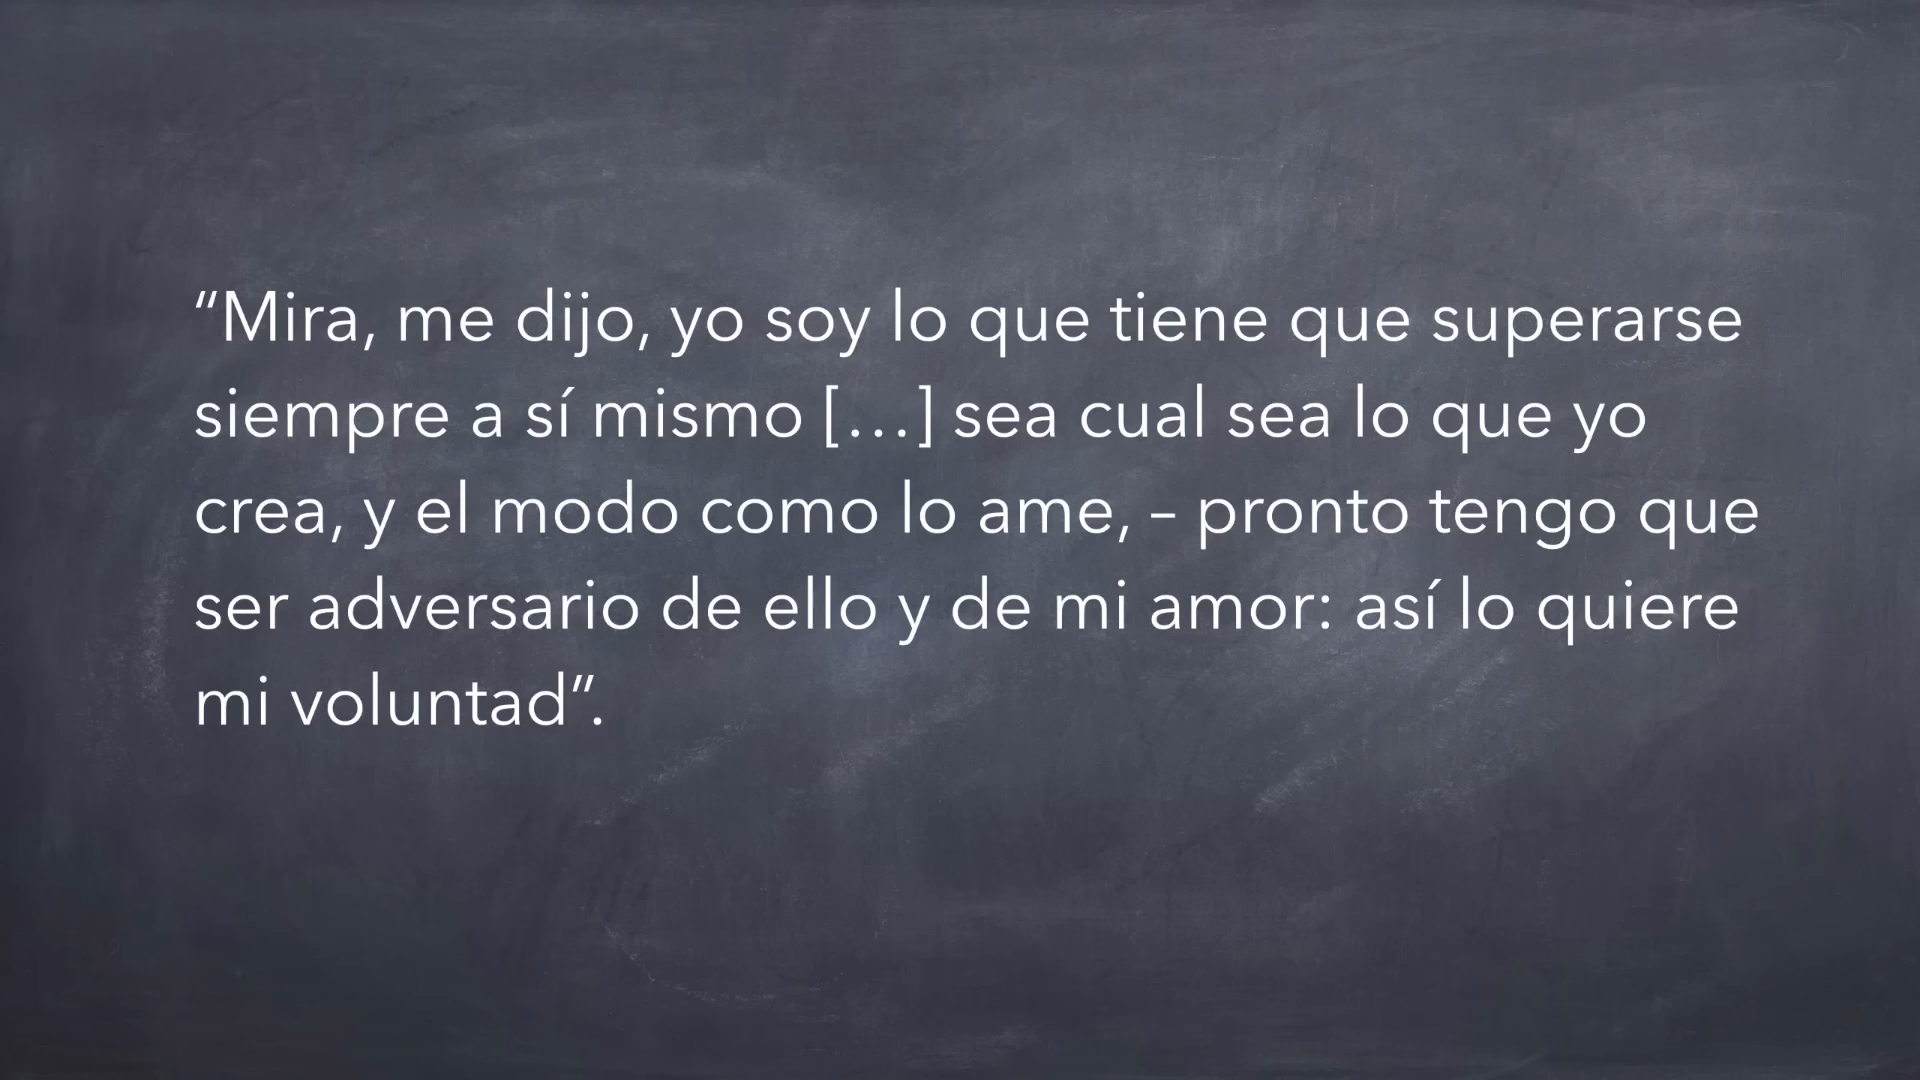 “Mira, me dijo, yo soy lo que tiene que superarse
siempre a sí mismo […] sea cual sea lo que yo
crea, y el modo como lo ame, – pronto tengo que
ser adversario de ello y de mi amor: así lo quiere
mi voluntad”.